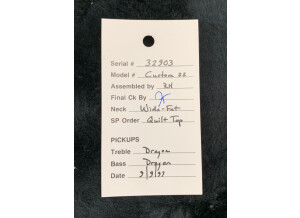 Serial # 32903
Model # Custom 22
Assembled by
Final Ck By
Neck Wide-Fat
SP Order Quilt Top
PICKUPS
Treble Dragon
Bass Dragon
Date 9/9/97